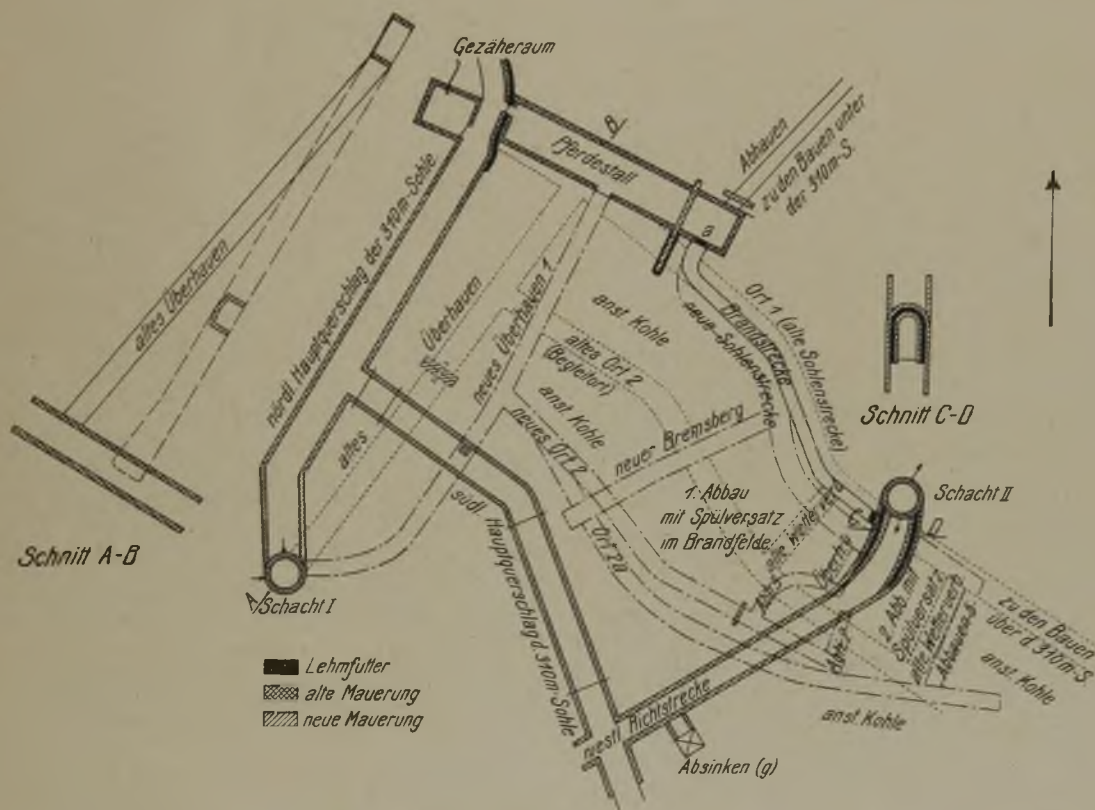 Gezäheraum
B
Pferdestall
Abhauen
zu den Bauen unter
der 310m-S.
a
altes Überhauen
nördl Hauptquerschlag der 310m-Sohle
Überhauen
altes
neues Überhauen 1
anst Kohle
altes Ort 2
(Begleitort)
anst. Kohle
neues Ort 2
neue Sohlenstrecke
Brandstrecke
Ort 1 (alte Sohlenstrecke)
neuer Bremsberg
Schnitt C-D
Schnitt A-B
Schacht I
A
südl
Hauptquerschlag d 310m-Sohle
Ort 2a
1. Abbau
mit Spülversatz
im Brandfelde
Schacht II
D
2. Abb. mit
Spülversatz
zu den Bauen
über d 310m-S.
anst. Kohle
anst. Kohle
westl Richtstrecke
Absinken (g)
Lehmfutter
alte Mauerung
neue Mauerung